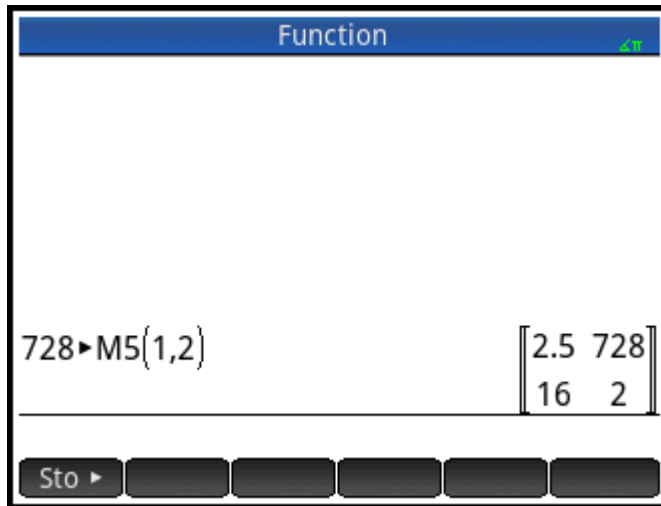 Function
∡π
728▶M5(1,2)
[2.5 728
16 2]
Sto ▶